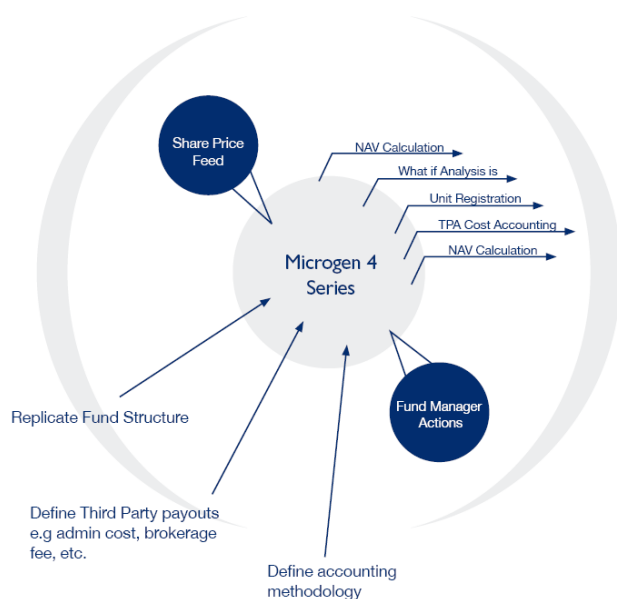 Share Price
Feed
NAV Calculation
What if Analysis is
Unit Registration
TPA Cost Accounting
NAV Calculation
Microgen 4
Series
Replicate Fund Structure
Fund Manager
Actions
Define Third Party payouts
e.g admin cost, brokerage
fee, etc.
Define accounting
methodology